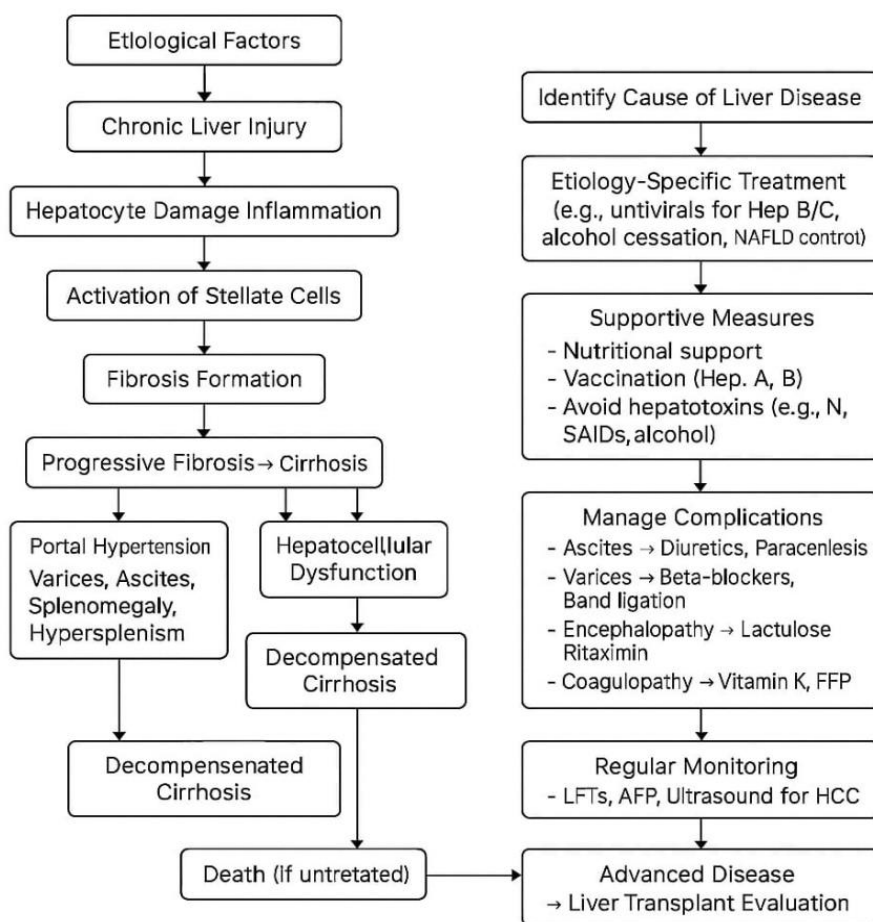 Etlological Factors
Chronic Liver Injury
Hepatocyte Damage Inflammation
Activation of Stellate Cells
Fibrosis Formation
Progressive Fibrosis → Cirrhosis
Portal Hypertension
Varices, Ascites,
Splenomegaly,
Hypersplenism
Hepatocell,lular
Dysfunction
Decompensated
Cirrhosis
Decompensenated
Cirrhosis
Death (if untretated)
Identify Cause of Liver Disease
Etiology-Specific Treatment
(e.g., untivirals for Hep B/C,
alcohol cessation, NAFLD control)
Supportive Measures
- Nutritional support
- Vaccination (Hep. A, B)
- Avoid hepatotoxins (e.g., N,
SAIDs, alcohol)
Manage Complications
- Ascites → Diuretics, Paracenlesis
- Varices → Beta-blockers,
Band ligation
- Encephalopathy → Lactulose
Ritaximin
- Coagulopathy → Vitamin K, FFP
Regular Monitoring
- LFTs, AFP, Ultrasound for HCC
Advanced Disease
→ Liver Transplant Evaluation